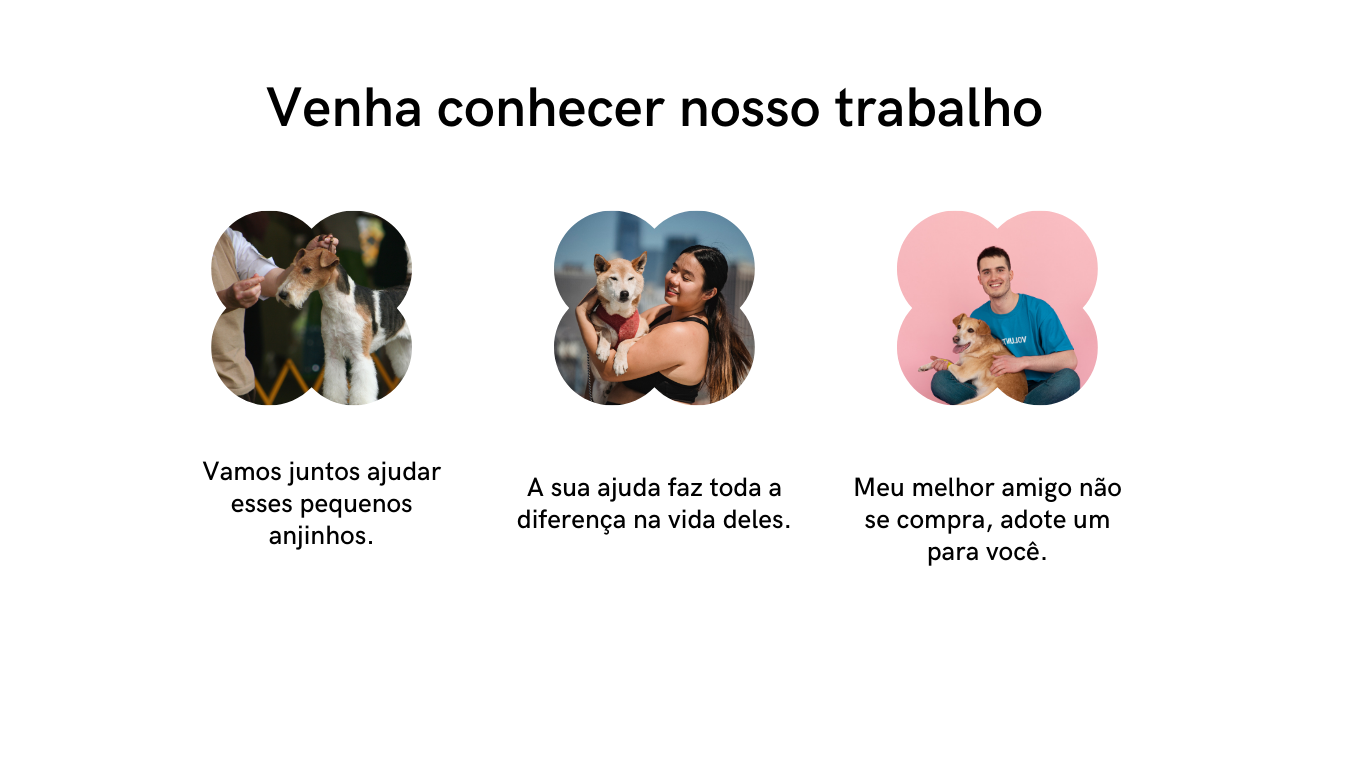 Venha conhecer nosso trabalho
Vamos juntos ajudar
esses pequenos
anjinhos.
A sua ajuda faz toda a
diferença na vida deles.
Meu melhor amigo não
se compra, adote um
para você.